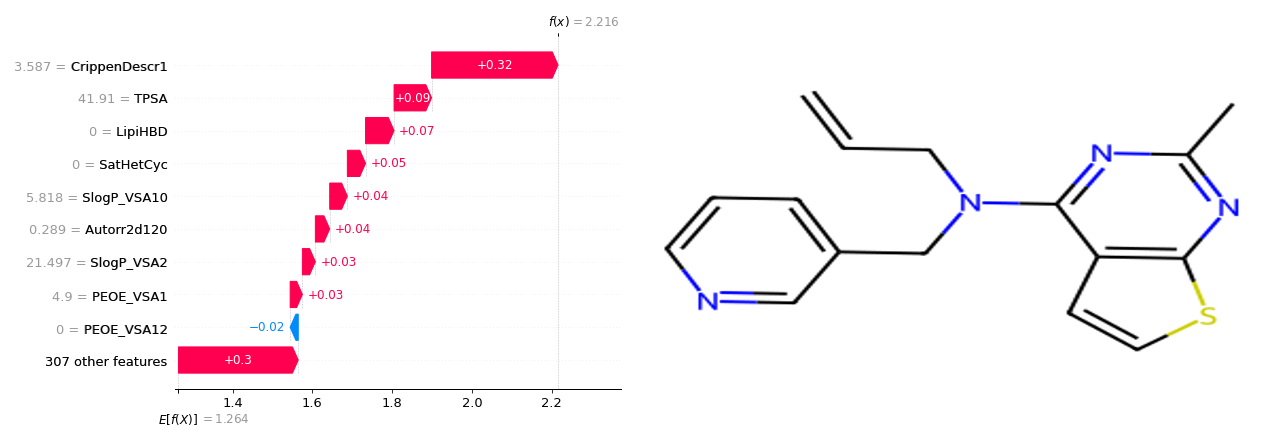 f(x) = 2.216
3.587 = CrippenDescr1
+0.32
41.91 = TPSA
+0.09
0 = LipiHBD
+0.07
0 = SatHetCyc
+0.05
5.818 = SlogP_VSA10
+0.04
0.289 = Autorr2d120
+0.04
21.497 = SlogP_VSA2
+0.03
4.9 = PEOE_VSA1
+0.03
0 = PEOE_VSA12
−0.02
307 other features
+0.3
1.4 1.6 1.8 2.0 2.2
E[f(X)] = 1.264
N
N
N
N
S